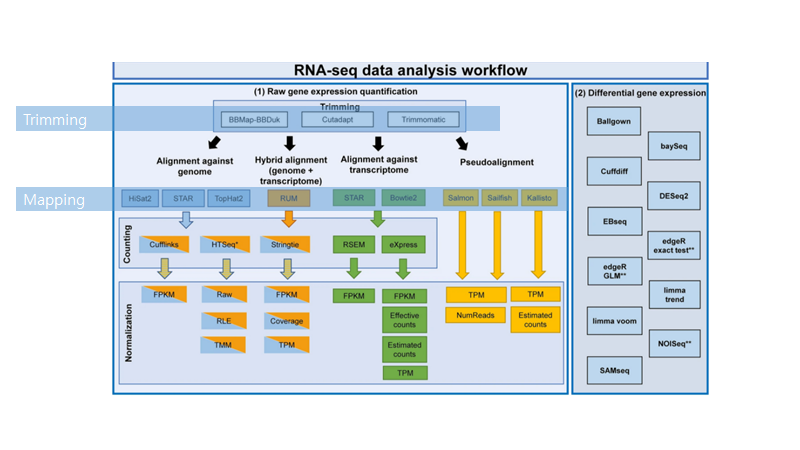 RNA-seq data analysis workflow
(1) Raw gene expression quantification
Trimming
Trimming
BBMap-BBDuk
Cutadapt
Trimmomatic
Alignment against
genome
Hybrid alignment
(genome +
transcriptome)
Alignment against
transcriptome
Pseudoalignment
Mapping
HiSat2
STAR
TopHat2
RUM
STAR
Bowtie2
Salmon
Sailfish
Kallisto
Counting
Cufflinks
HTSeq*
Stringtie
RSEM
eXpress
Normalization
FPKM
Raw
RLE
TMM
FPKM
Coverage
TPM
FPKM
FPKM
Effective
counts
Estimated
counts
TPM
TPM
NumReads
TPM
Estimated
counts
(2) Differential gene expression
Ballgown
baySeq
Cuffdiff
DESeq2
EBseq
edgeR
exact test**
edgeR
GLM**
limma
trend
limma voom
NOISeq**
SAMseq